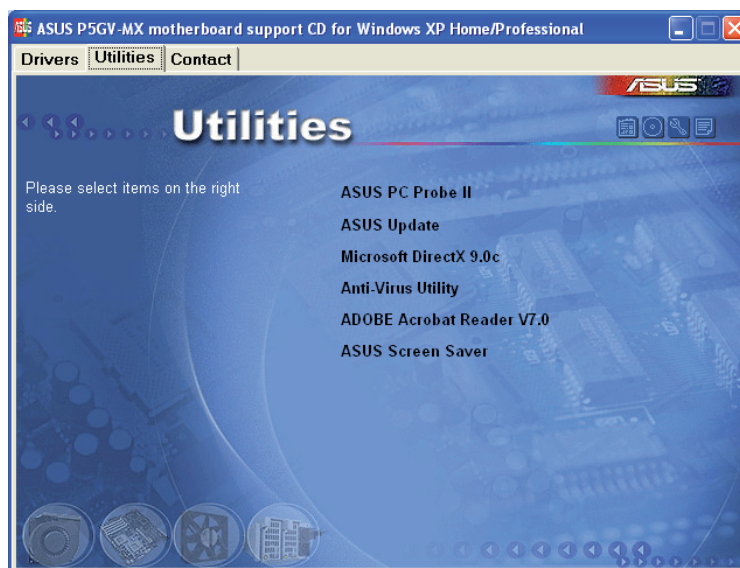 ASUS P5GV-MX motherboard support CD for Windows XP Home/Professional
Drivers Utilities Contact
ASUS
Utilities
Please select items on the right
side.
ASUS PC Probe II
ASUS Update
Microsoft DirectX 9.0c
Anti-Virus Utility
ADOBE Acrobat Reader V7.0
ASUS Screen Saver